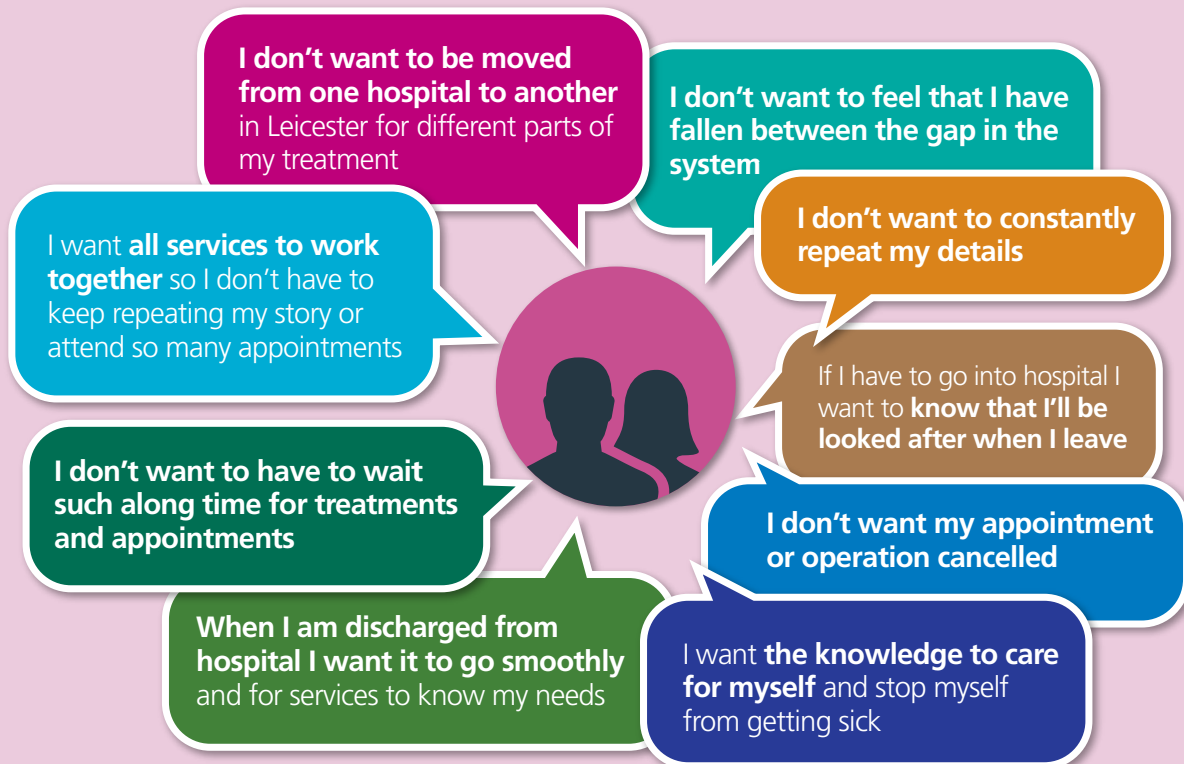 I don’t want to be moved
from one hospital to another
in Leicester for different parts of
my treatment
I don’t want to feel that I have
fallen between the gap in the
system
I don’t want to constantly
repeat my details
I want all services to work
together so I don’t have to
keep repeating my story or
attend so many appointments
If I have to go into hospital I
want to know that I’ll be
looked after when I leave
I don’t want to have to wait
such along time for treatments
and appointments
I don’t want my appointment
or operation cancelled
When I am discharged from
hospital I want it to go smoothly
and for services to know my needs
I want the knowledge to care
for myself and stop myself
from getting sick